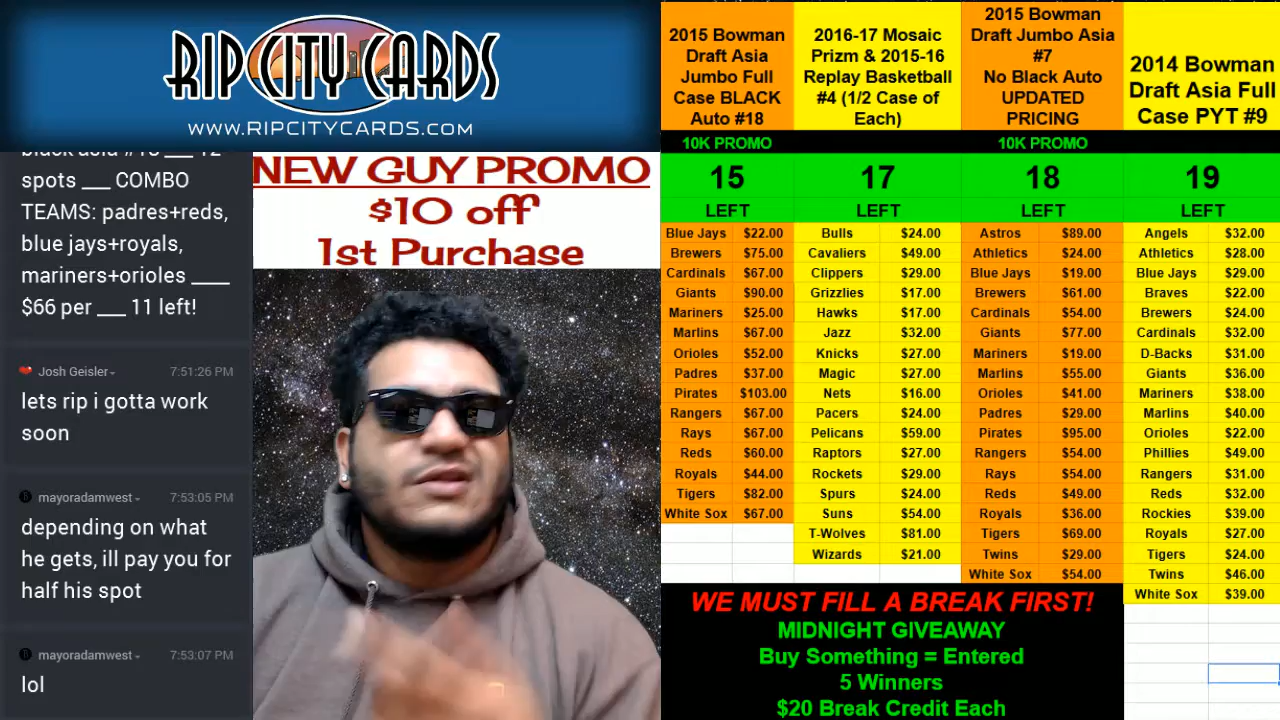 RIP CITY CARDS
WWW.RIPCITYCARDS.COM
spots ___ COMBO
TEAMS: padres+reds,
blue jays+royals,
mariners+orioles ____
$66 per ___ 11 left!
Josh Geisler
7:51:26 PM
lets rip i gotta work
soon
mayoradamwest
7:53:05 PM
depending on what
he gets, ill pay you for
half his spot
mayoradamwest
7:53:07 PM
lol
NEW GUY PROMO
$10 off
1st Purchase
2015 Bowman
Draft Asia
Jumbo Full
Case BLACK
Auto #18
10K PROMO
15
LEFT
Blue Jays $22.00
Brewers $75.00
Cardinals $67.00
Giants $90.00
Mariners $25.00
Marlins $67.00
Orioles $52.00
Padres $37.00
Pirates $103.00
Rangers $67.00
Rays $67.00
Reds $60.00
Royals $44.00
Tigers $82.00
White Sox $67.00
2016-17 Mosaic
Prizm & 2015-16
Replay Basketball
#4 (1/2 Case of
Each)
17
LEFT
Bulls $24.00
Cavaliers $49.00
Clippers $29.00
Grizzlies $17.00
Hawks $17.00
Jazz $32.00
Knicks $27.00
Magic $27.00
Nets $16.00
Pacers $24.00
Pelicans $59.00
Raptors $27.00
Rockets $29.00
Spurs $24.00
Suns $54.00
T-Wolves $81.00
Wizards $21.00
2015 Bowman
Draft Jumbo Asia
#7
No Black Auto
UPDATED
PRICING
10K PROMO
18
LEFT
Astros $89.00
Athletics $24.00
Blue Jays $19.00
Brewers $61.00
Cardinals $54.00
Giants $77.00
Mariners $19.00
Marlins $55.00
Orioles $41.00
Padres $29.00
Pirates $95.00
Rangers $54.00
Rays $54.00
Reds $49.00
Royals $36.00
Tigers $69.00
Twins $29.00
White Sox $54.00
2014 Bowman
Draft Asia Full
Case PYT #9
19
LEFT
Angels $32.00
Athletics $28.00
Blue Jays $29.00
Braves $22.00
Brewers $24.00
Cardinals $32.00
D-Backs $31.00
Giants $36.00
Mariners $38.00
Marlins $40.00
Orioles $22.00
Phillies $49.00
Rangers $31.00
Reds $32.00
Rockies $39.00
Royals $27.00
Tigers $24.00
Twins $46.00
White Sox $39.00
WE MUST FILL A BREAK FIRST!
MIDNIGHT GIVEAWAY
Buy Something = Entered
5 Winners
$20 Break Credit Each